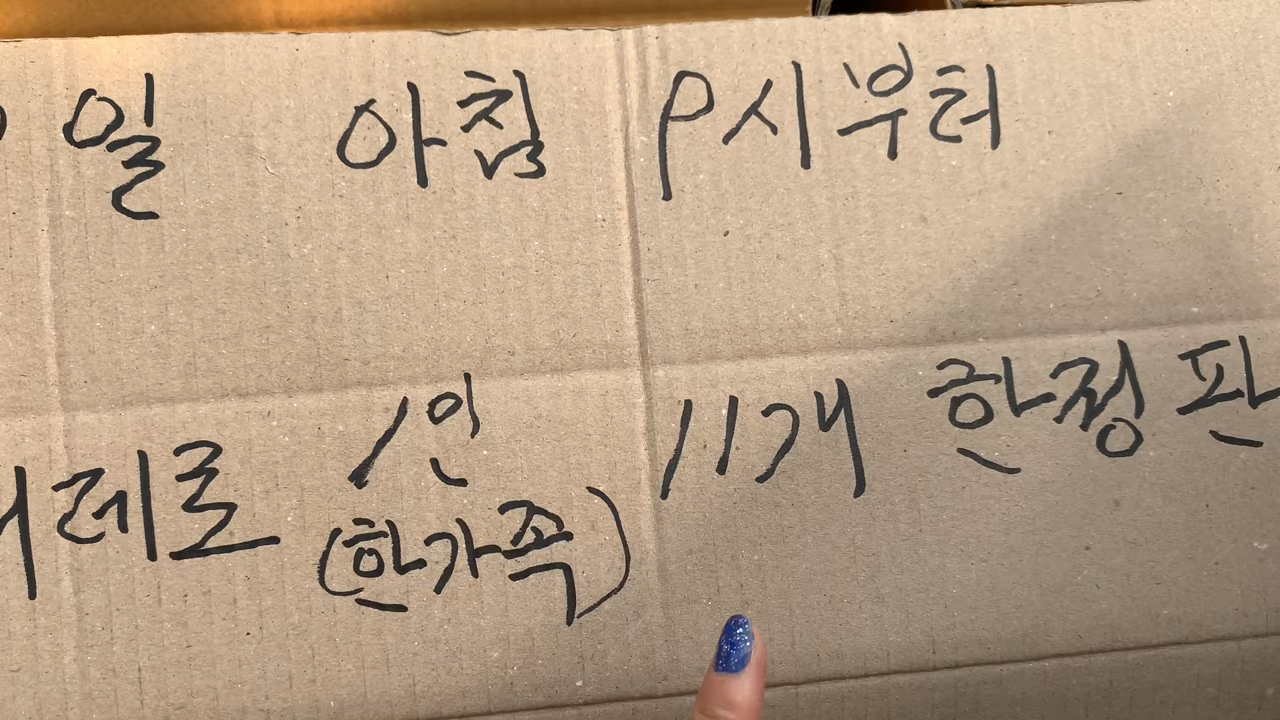 일 아침 9시부터
데로 1인 11개 한정 판
(한가족)